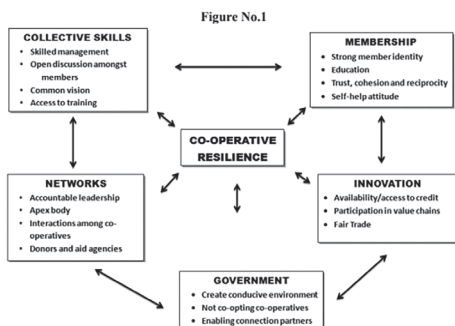 Figure No.1
COLLECTIVE SKILLS
• Skilled management
• Open discussion amongst
members
• Common vision
• Access to training
MEMBERSHIP
• Strong member identity
• Education
• Trust, cohesion and reciprocity
• Self-help attitude
CO-OPERATIVE
RESILIENCE
NETWORKS
• Accountable leadership
• Apex body
• Interactions among co-
operatives
• Donors and aid agencies
INNOVATION
• Availability/access to credit
• Participation in value chains
• Fair Trade
GOVERNMENT
• Create conducive environment
• Not co-opting co-operatives
• Enabling connection partners